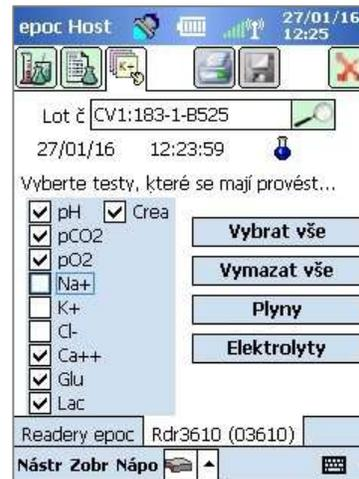 epoc Host 27/01/16
12:25
K+
Lot č CV1:183-1-B525
27/01/16 12:23:59
Vyberte testy, které se mají provést...
pH Crea
pCO2
pO2
Na+
K+
Cl-
Ca++
Glu
Lac
Vybrat vše
Vymazat vše
Plyny
Elektrolyty
Readery epoc Rdr3610 (03610)
Nástr Zobr Nápo